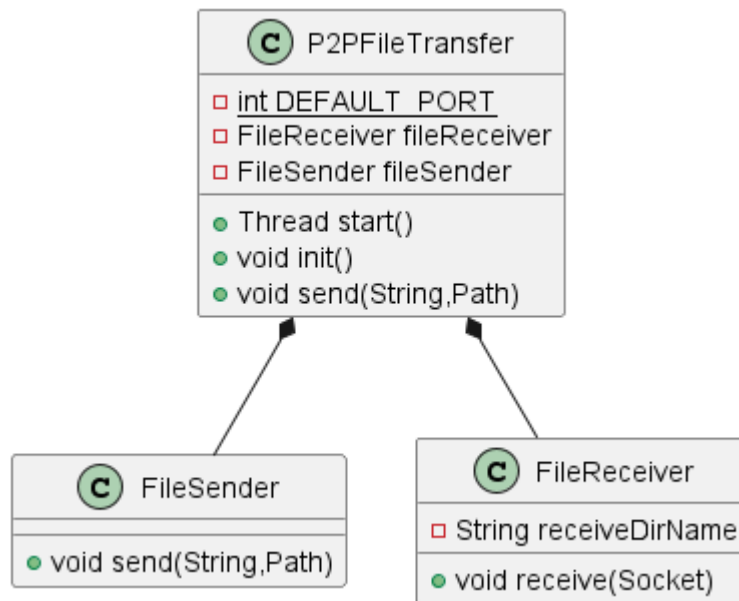 C P2PFileTransfer
int DEFAULT_PORT
FileReceiver fileReceiver
FileSender fileSender
Thread start()
void init()
void send(String,Path)
C FileSender
void send(String,Path)
C FileReceiver
String receiveDirName
void receive(Socket)